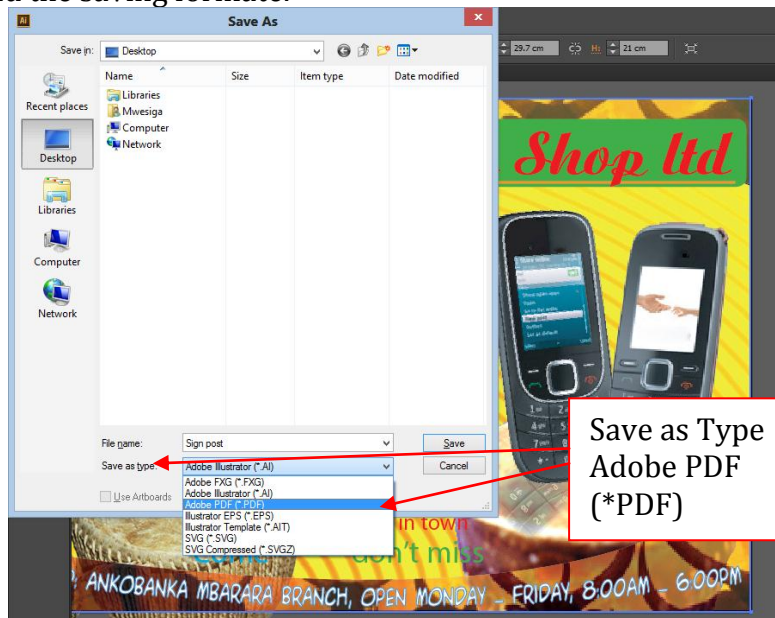 Save As
Save in:
Desktop
29.7 cm
H:
21 cm
Name
Size
Item type
Date modified
Recent places
Desktop
Libraries
Computer
Network
Libraries
Mwesiga
Computer
Network
Shop ltd
File name:
Sign post
Save
Save as type:
Adobe Illustrator (*.AI)
Cancel
Use Artboards
Adobe FXG (*.FXG)
Adobe Illustrator (*.AI)
Adobe PDF (*.PDF)
Illustrator EPS (*.EPS)
Illustrator Template (*.AIT)
SVG (*.SVG)
SVG Compressed (*.SVGZ)
Save as Type
Adobe PDF
(*PDF)
in town
don't miss
ANKOBANKA MBARARA BRANCH, OPEN MONDAY _ FRIDAY, 8:00AM _ 6:00PM